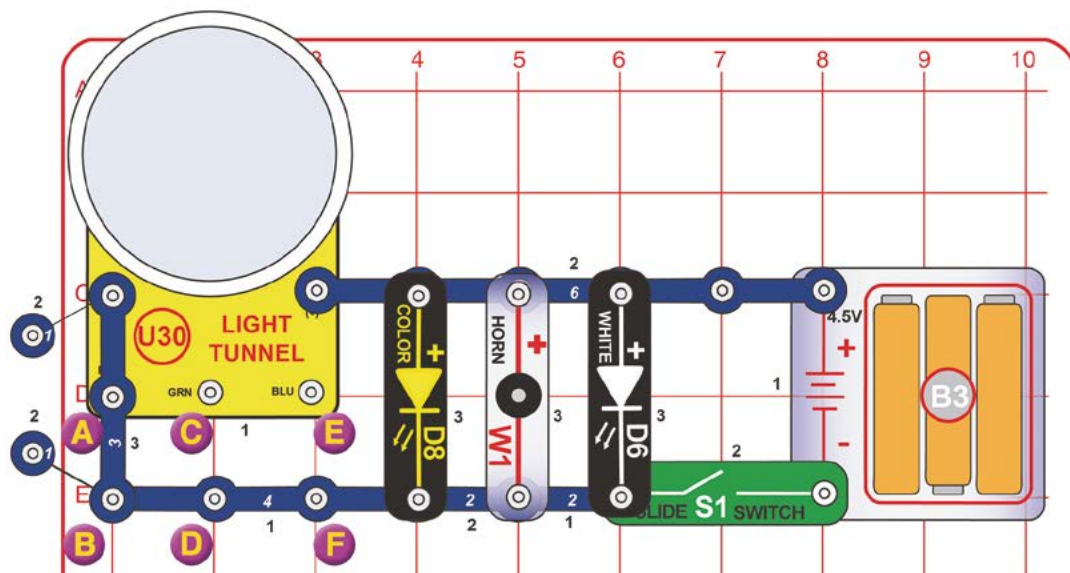 3 4 5 6 7 8 9 10
A
C
2
1
U30
LIGHT
TUNNEL
COLOR
+
HORN
+
2
6
WHITE
+
4.5V
+
B3
-
D
GRN
BLU
1
3
W1
3
D8
D6
3
1
2
1
A
3
3
C
E
2
E
4
1
2
2
2
1
S1
SWITCH
B
D
F